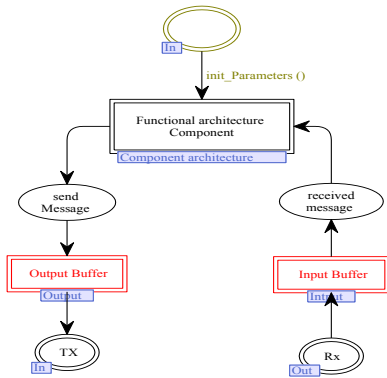 In
init_Parameters ()
Functional architecture
Component
Component architecture
send
Message
received
message
Output Buffer
Output
Input Buffer
TX
In
Rx
Out